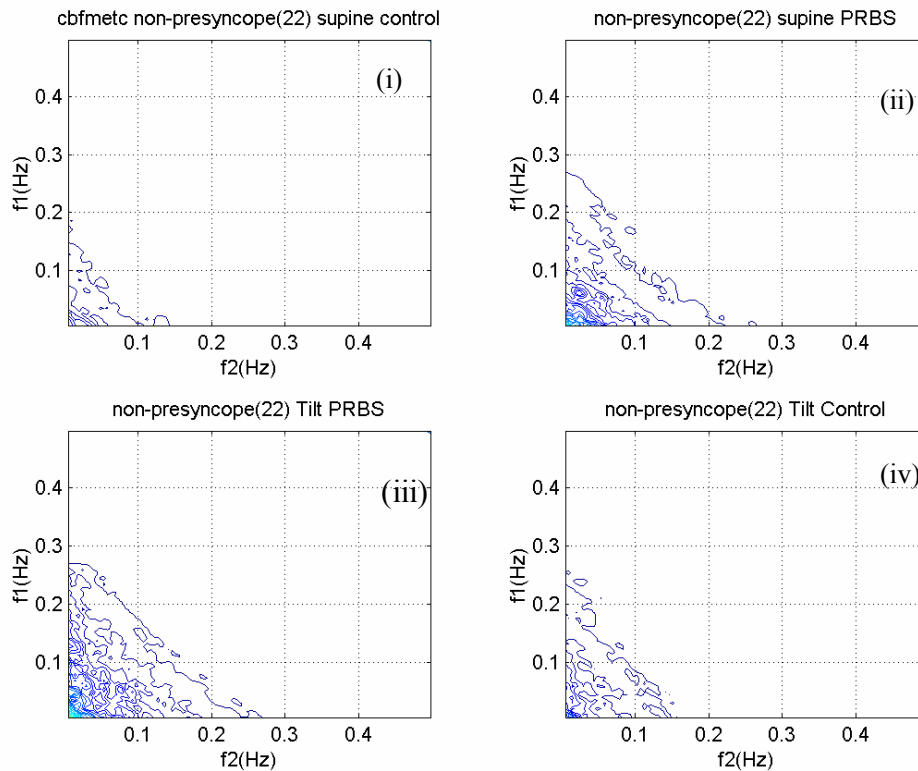 cbfmetc non-presyncope(22) supine control
(i)
0.4
0.3
0.2
0.1
f1(Hz)
0.1 0.2 0.3 0.4
f2(Hz)
non-presyncope(22) supine PRBS
(ii)
0.4
0.3
0.2
0.1
f1(Hz)
0.1 0.2 0.3 0.4
f2(Hz)
non-presyncope(22) Tilt PRBS
(iii)
0.4
0.3
0.2
0.1
f1(Hz)
0.1 0.2 0.3 0.4
f2(Hz)
non-presyncope(22) Tilt Control
(iv)
0.4
0.3
0.2
0.1
f1(Hz)
0.1 0.2 0.3 0.4
f2(Hz)